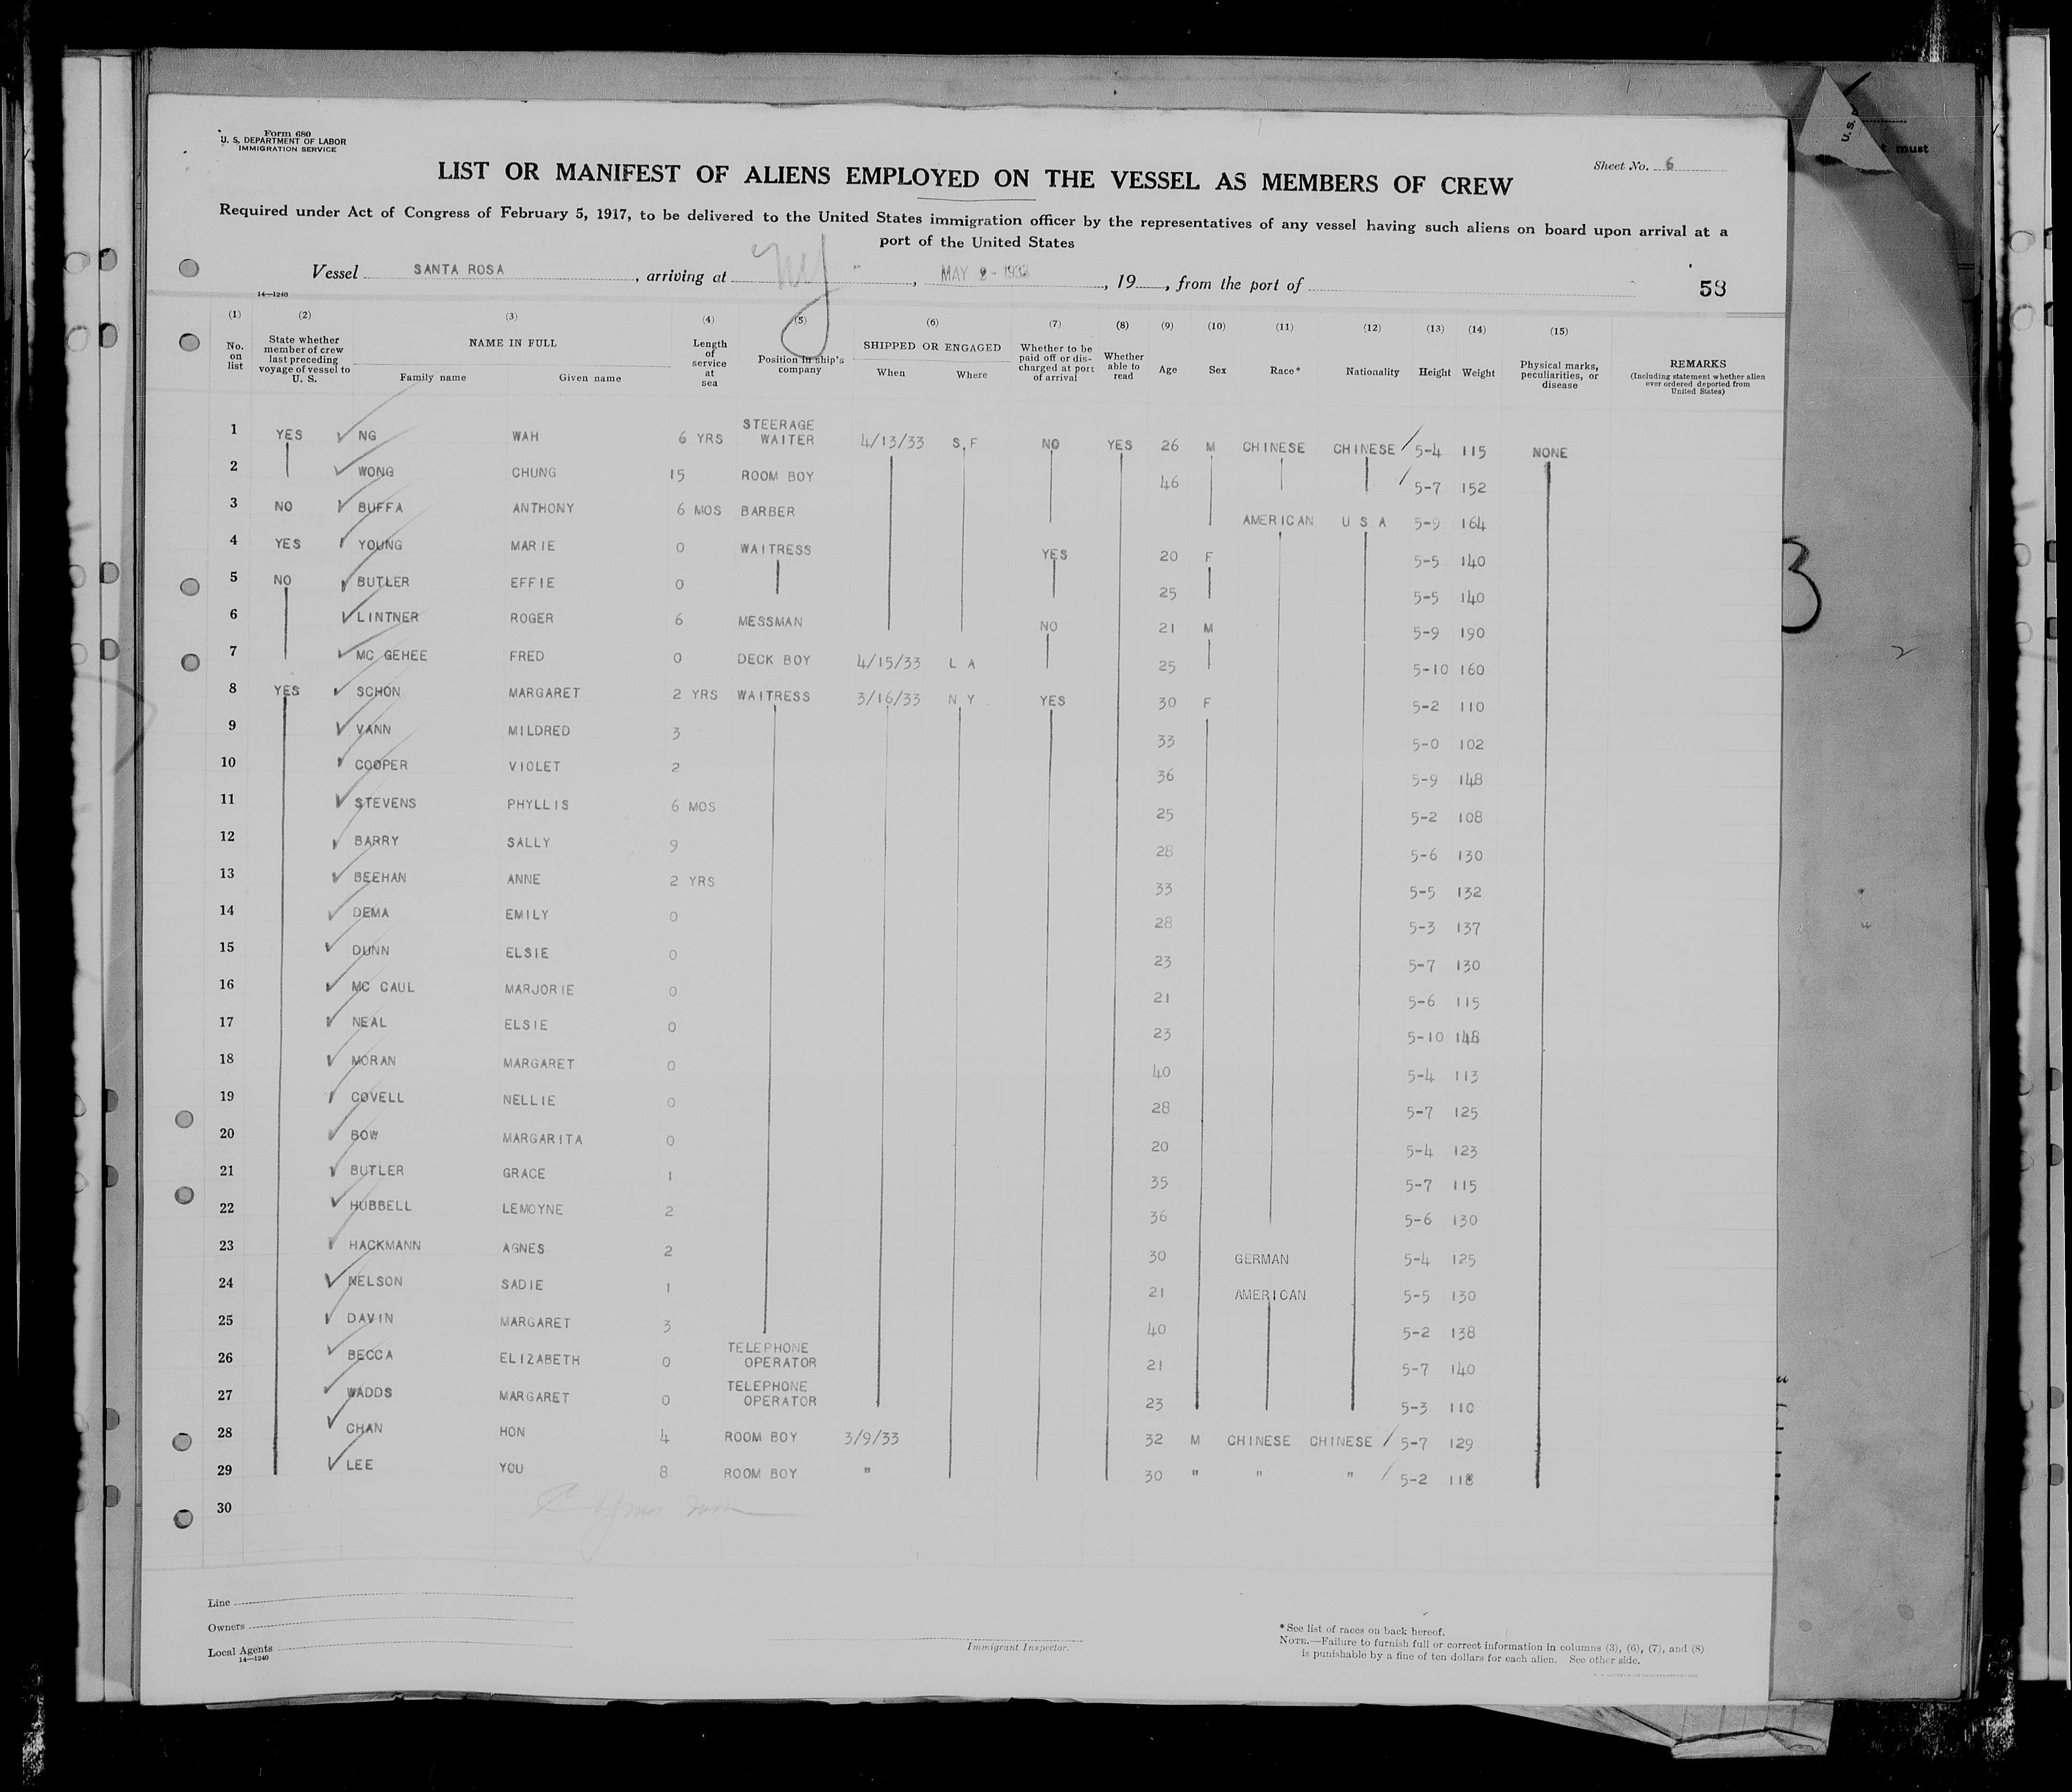 Form 680
U. S. DEPARTMENT OF LABOR
IMMIGRATION SERVICE
Sheet No. 6
LIST OR MANIFEST OF ALIENS EMPLOYED ON THE VESSEL AS MEMBERS OF CREW
Required under Act of Congress of February 5, 1917, to be delivered to the United States immigration officer by the representatives of any vessel having such aliens on board upon arrival at a
port of the United States
Vessel SANTA ROSA, arriving at NY, MAY 2 - 1933, 19, from the port of
53
14—1240
(1) (2) (3) (4) (5) (6) (7) (8) (9) (10) (11) (12) (13) (14) (15)
No. on list
State whether member of crew last preceding voyage of vessel to U. S.
NAME IN FULL
Family name Given name
Length of service at sea
Position in ship's company
SHIPPED OR ENGAGED
When Where
Whether to be paid off or discharged at port of arrival
Whether able to read
Age Sex Race* Nationality Height Weight
Physical marks, peculiarities, or disease
REMARKS
(Including statement whether alien ever ordered deported from United States)
1 YES NG WAH 6 YRS STEERAGE WAITER 4/13/33 S.F NO YES 26 M CHINESE CHINESE 5-4 115 NONE
2 WONG CHUNG 15 ROOM BOY 46 5-7 152
3 NO BUFFA ANTHONY 6 MOS BARBER AMERICAN U S A 5-9 164
4 YES YOUNG MARIE 0 WAITRESS YES 20 F 5-5 140
5 NO BUTLER EFFIE 0 25 5-5 140
6 LINTNER ROGER 6 MESSMAN NO 21 M 5-9 190
7 MC GEHEE FRED 0 DECK BOY 4/15/33 L A 25 5-10 160
8 YES SCHON MARGARET 2 YRS WAITRESS 3/16/33 N Y YES 30 F 5-2 110
9 VANN MILDRED 3 33 5-0 102
10 COOPER VIOLET 2 36 5-9 148
11 STEVENS PHYLLIS 6 MOS 25 5-2 108
12 BARRY SALLY 9 28 5-6 130
13 BEEHAN ANNE 2 YRS 33 5-5 132
14 DEMA EMILY 0 28 5-3 137
15 DUNN ELSIE 0 23 5-7 130
16 MC CAUL MARJORIE 0 21 5-6 115
17 NEAL ELSIE 0 23 5-10 148
18 MORAN MARGARET 0 40 5-4 113
19 COVELL NELLIE 0 28 5-7 125
20 BOW MARGARITA 0 20 5-4 123
21 BUTLER GRACE 1 35 5-7 115
22 HUBBELL LEMOYNE 2 36 5-6 130
23 HACKMANN AGNES 2 30 GERMAN 5-4 125
24 NELSON SADIE 1 21 AMERICAN 5-5 130
25 DAVIN MARGARET 3 40 5-2 138
26 BECCA ELIZABETH 0 TELEPHONE OPERATOR 21 5-7 140
27 WADDS MARGARET 0 TELEPHONE OPERATOR 23 5-3 110
28 CHAN HON 4 ROOM BOY 3/9/33 32 M CHINESE CHINESE 5-7 129
29 LEE YOU 8 ROOM BOY " 30 " " " 5-2 118
30
Line
Owners
Local Agents
14—1240
Immigrant Inspector.
* See list of races on back hereof.
NOTE.—Failure to furnish full or correct information in columns (3), (6), (7), and (8)
is punishable by a fine of ten dollars for each alien. See other side.
U.S.
must
3